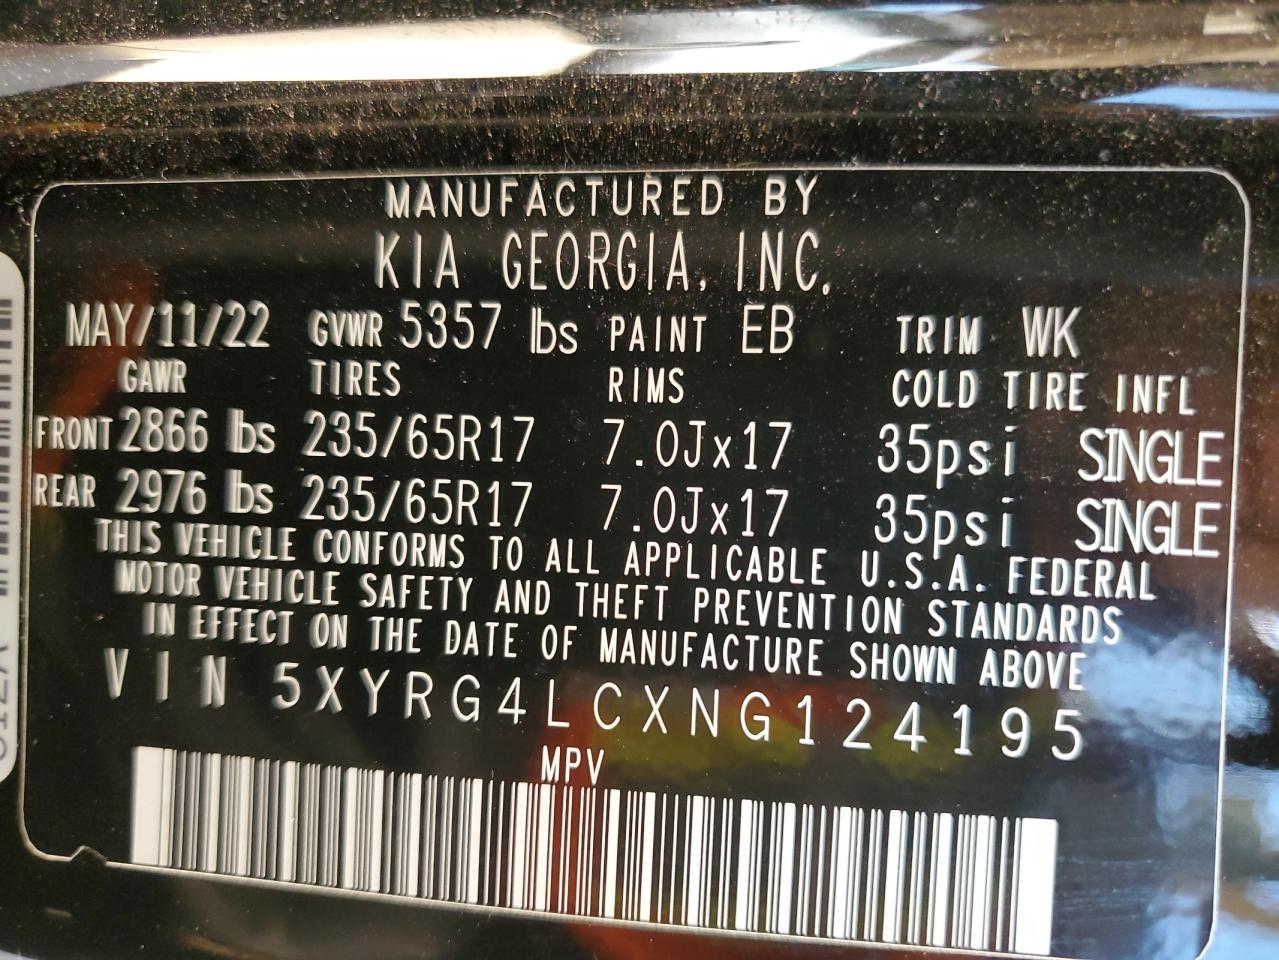 MANUFACTURED BY
KIA GEORGIA, INC.
MAY/11/22 GVWR 5357 lbs PAINT EB TRIM WK
GAWR TIRES RIMS COLD TIRE INFL
FRONT 2866 lbs 235/65R17 7.0Jx17 35psi SINGLE
REAR 2976 lbs 235/65R17 7.0Jx17 35psi SINGLE
THIS VEHICLE CONFORMS TO ALL APPLICABLE U.S.A. FEDERAL
MOTOR VEHICLE SAFETY AND THEFT PREVENTION STANDARDS
IN EFFECT ON THE DATE OF MANUFACTURE SHOWN ABOVE
VIN 5XYRG4LCXNG124195
MPV